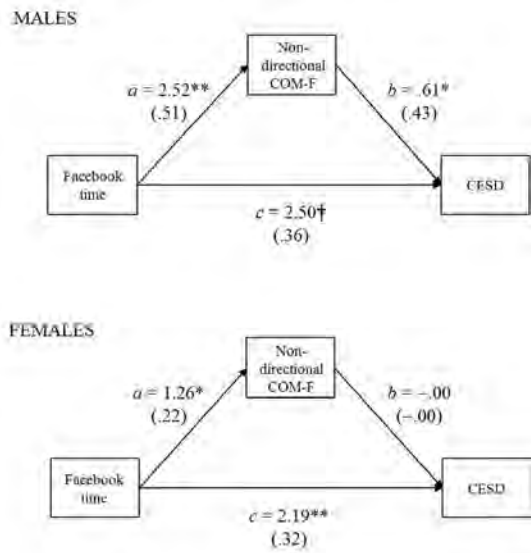 MALES
Non-
directional
COM-F
a = 2.52**
(.51)
b = .61*
(.43)
Facebook
time
CESD
c = 2.50†
(.36)
FEMALES
Non-
directional
COM-F
a = 1.26*
(.22)
b = –.00
(–.00)
Facebook
time
CESD
c = 2.19**
(.32)